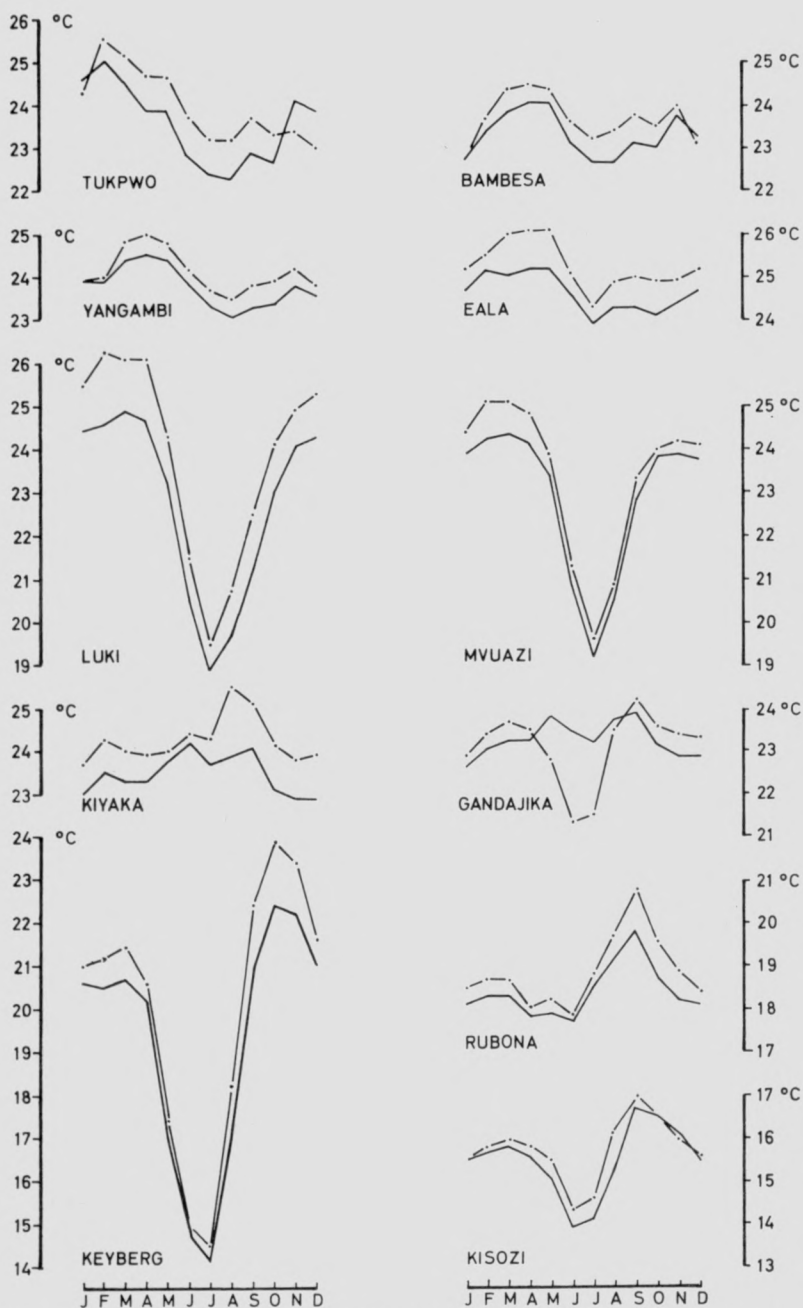 26 °C
25
24
23
22
TUKPWO
25 °C
24
23
22
BAMBESA
°C
25
24
23
YANGAMBI
26 °C
25
24
EALA
26 °C
25
24
23
22
21
20
19
LUKI
25 °C
24
23
22
21
20
19
MVUAZI
°C
25
24
23
KIYAKA
24 °C
23
22
21
GANDAJIKA
24 °C
23
22
21
20
19
18
17
16
15
14
KEYBERG
21 °C
20
19
18
17
RUBONA
17 °C
16
15
14
13
KISOZI
J F M A M J J A S O N D
J F M A M J J A S O N D